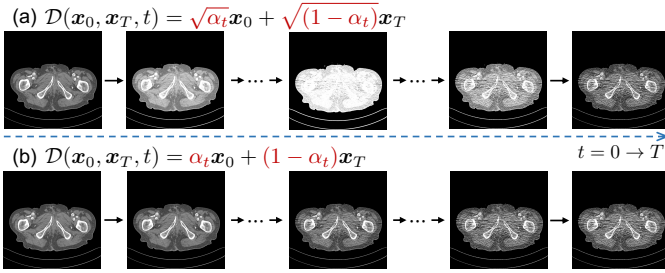 (a) 𝒟(𝒙₀, 𝒙_T, t) = √α_t 𝒙₀ + √(1 − α_t) 𝒙_T
...
...
t = 0 → T
(b) 𝒟(𝒙₀, 𝒙_T, t) = α_t 𝒙₀ + (1 − α_t) 𝒙_T
...
...